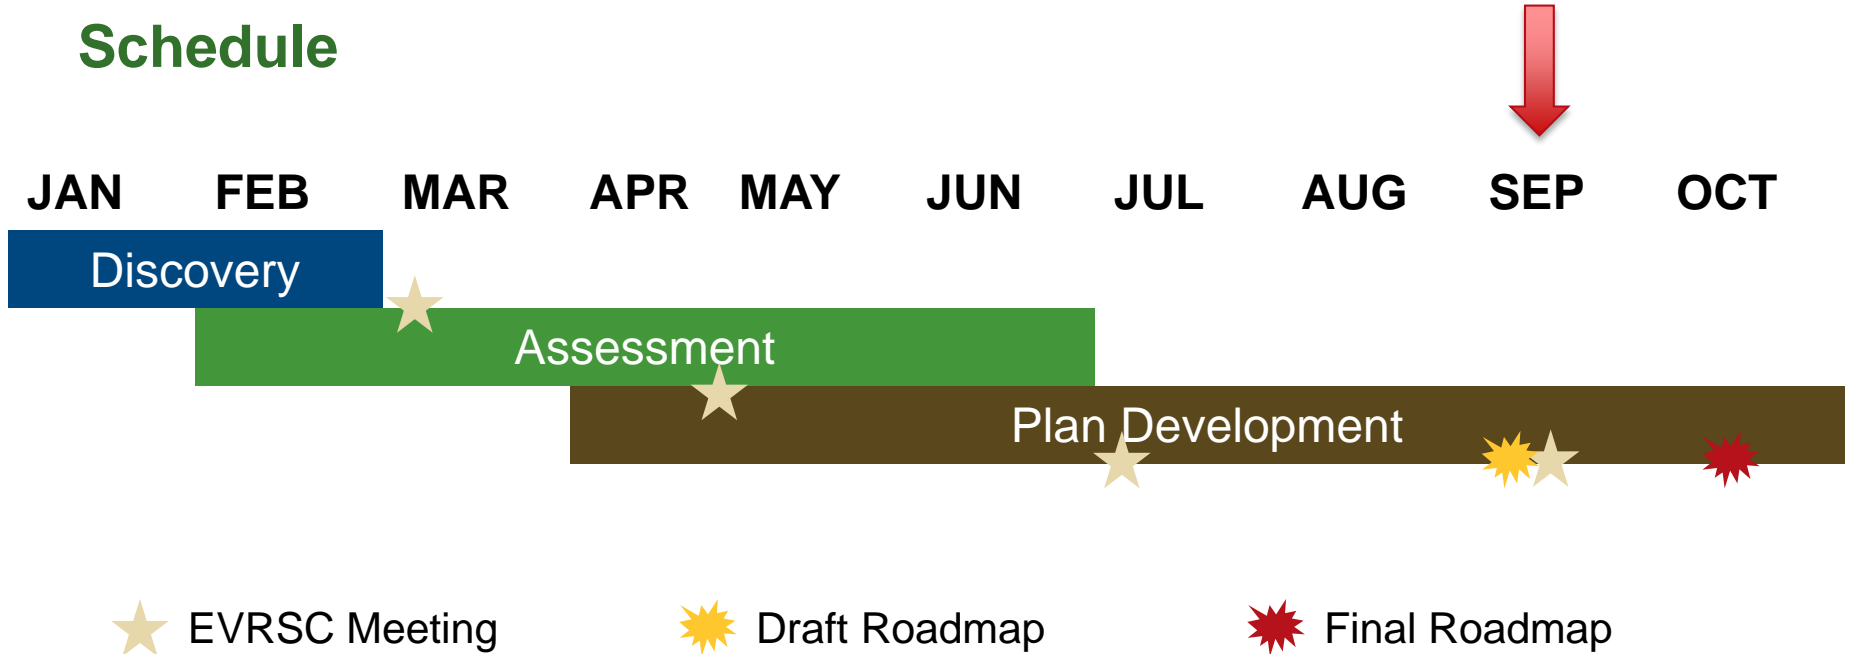 Schedule
JAN FEB MAR APR MAY JUN JUL AUG SEP OCT
Discovery
Assessment
Plan Development
EVRSC Meeting Draft Roadmap Final Roadmap